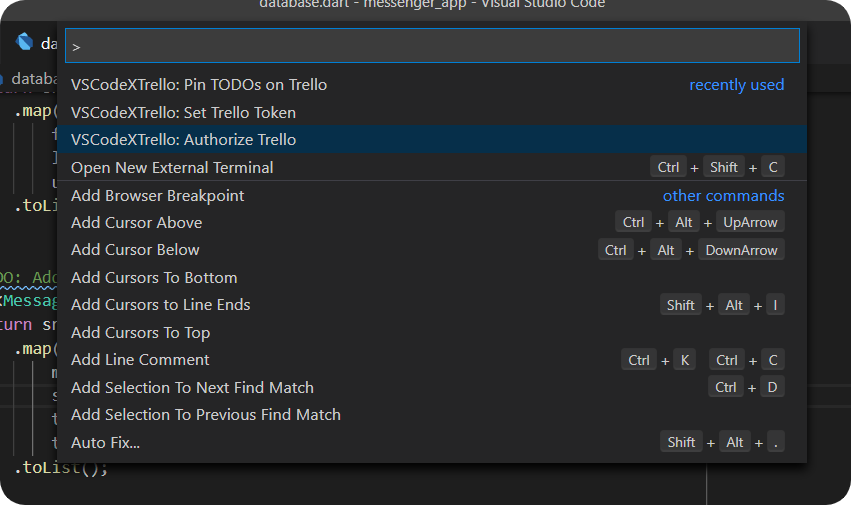 database.dart - messenger_app - Visual Studio Code
da
>
databa
VSCodeXTrello: Pin TODOs on Trello recently used
.map(
VSCodeXTrello: Set Trello Token
f
VSCodeXTrello: Authorize Trello
Open New External Terminal Ctrl + Shift + C
u
Add Browser Breakpoint other commands
.toLis
Add Cursor Above Ctrl + Alt + UpArrow
Add Cursor Below Ctrl + Alt + DownArrow
DO: Add
Add Cursors To Bottom
Messag
Add Cursors to Line Ends Shift + Alt + I
turn sn
Add Cursors To Top
.map(
Add Line Comment Ctrl + K Ctrl + C
m
Add Selection To Next Find Match Ctrl + D
s
Add Selection To Previous Find Match
t
Auto Fix... Shift + Alt + .
t
.toList();